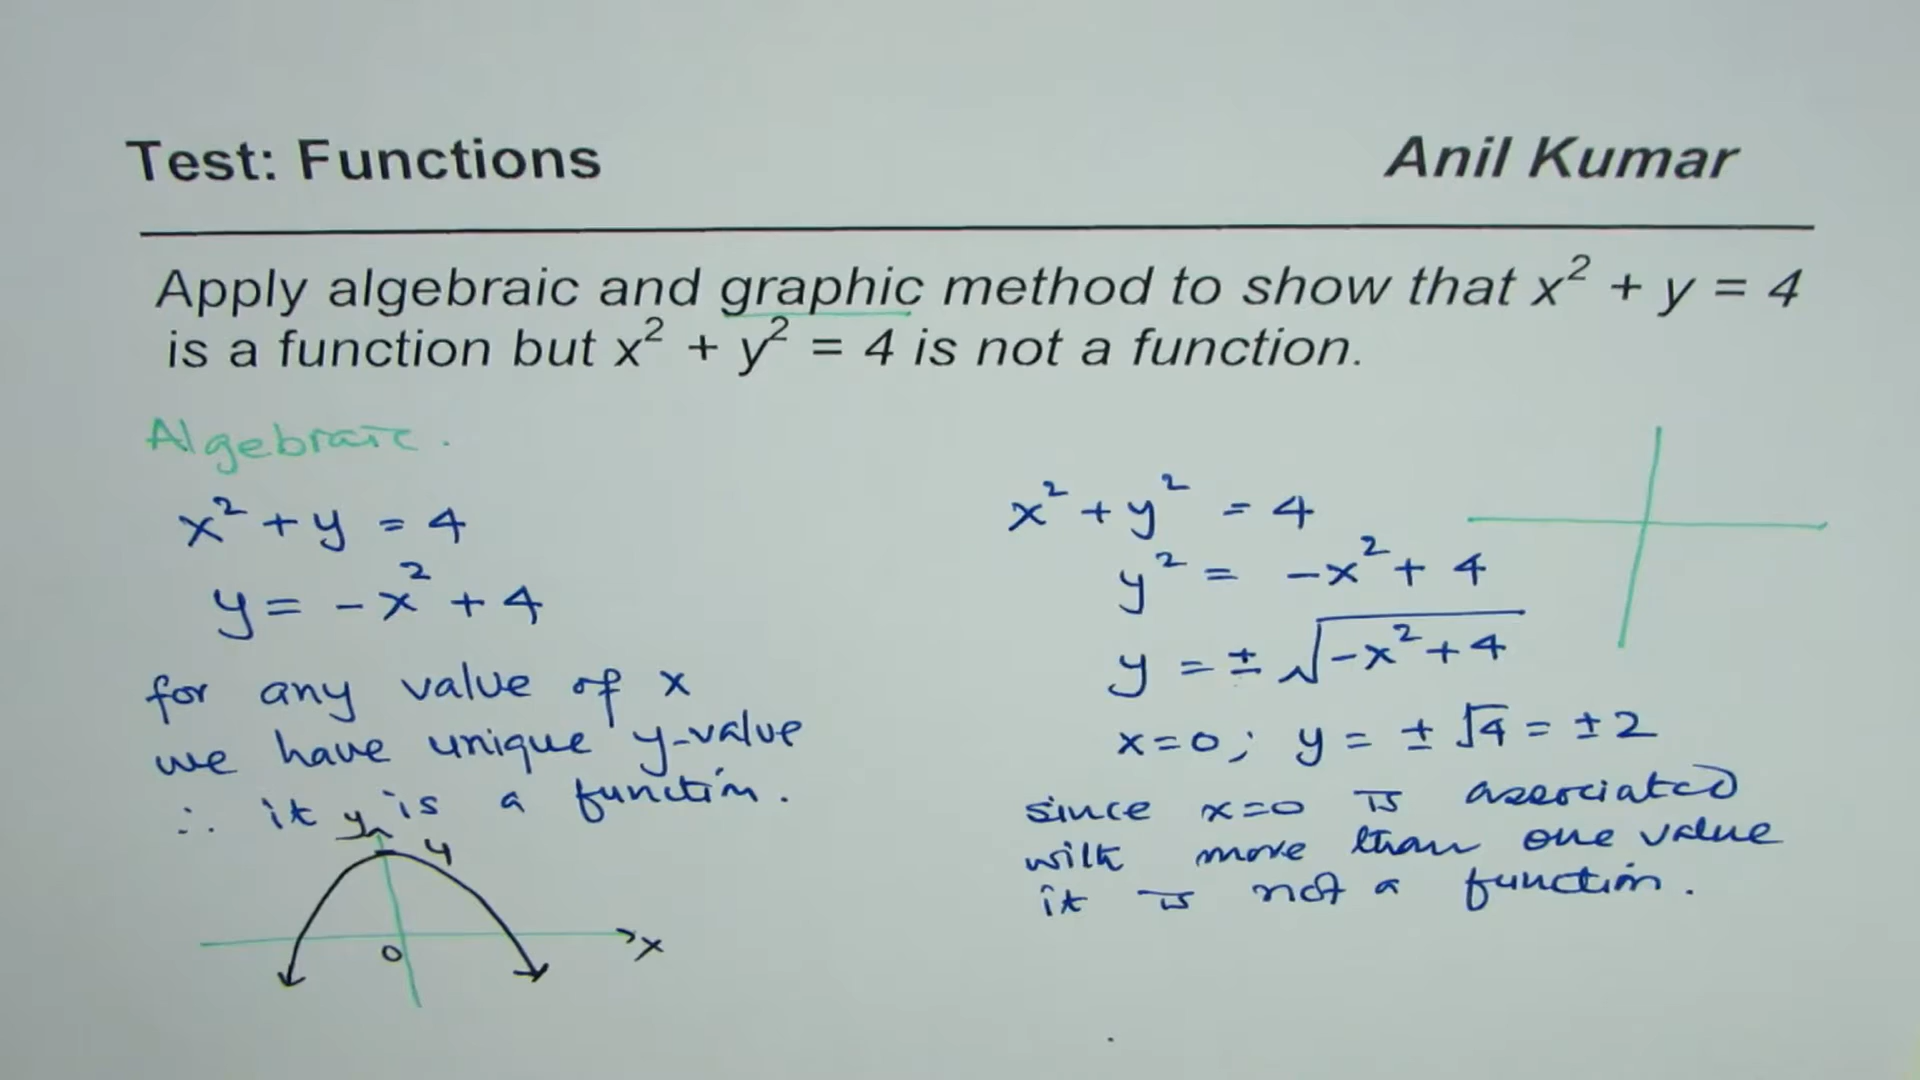 Test: Functions
Anil Kumar
Apply algebraic and graphic method to show that x² + y = 4
is a function but x² + y² = 4 is not a function.
Algebraic.
x² + y = 4
y = -x² + 4
for any value of x
we have unique y-value
∴ it is a function.
y
4
0
x
x² + y² = 4
y² = -x² + 4
y = ± √(-x² + 4)
x=0; y = ± √4 = ±2
since x=0 is associated
with more than one value
it is not a function.